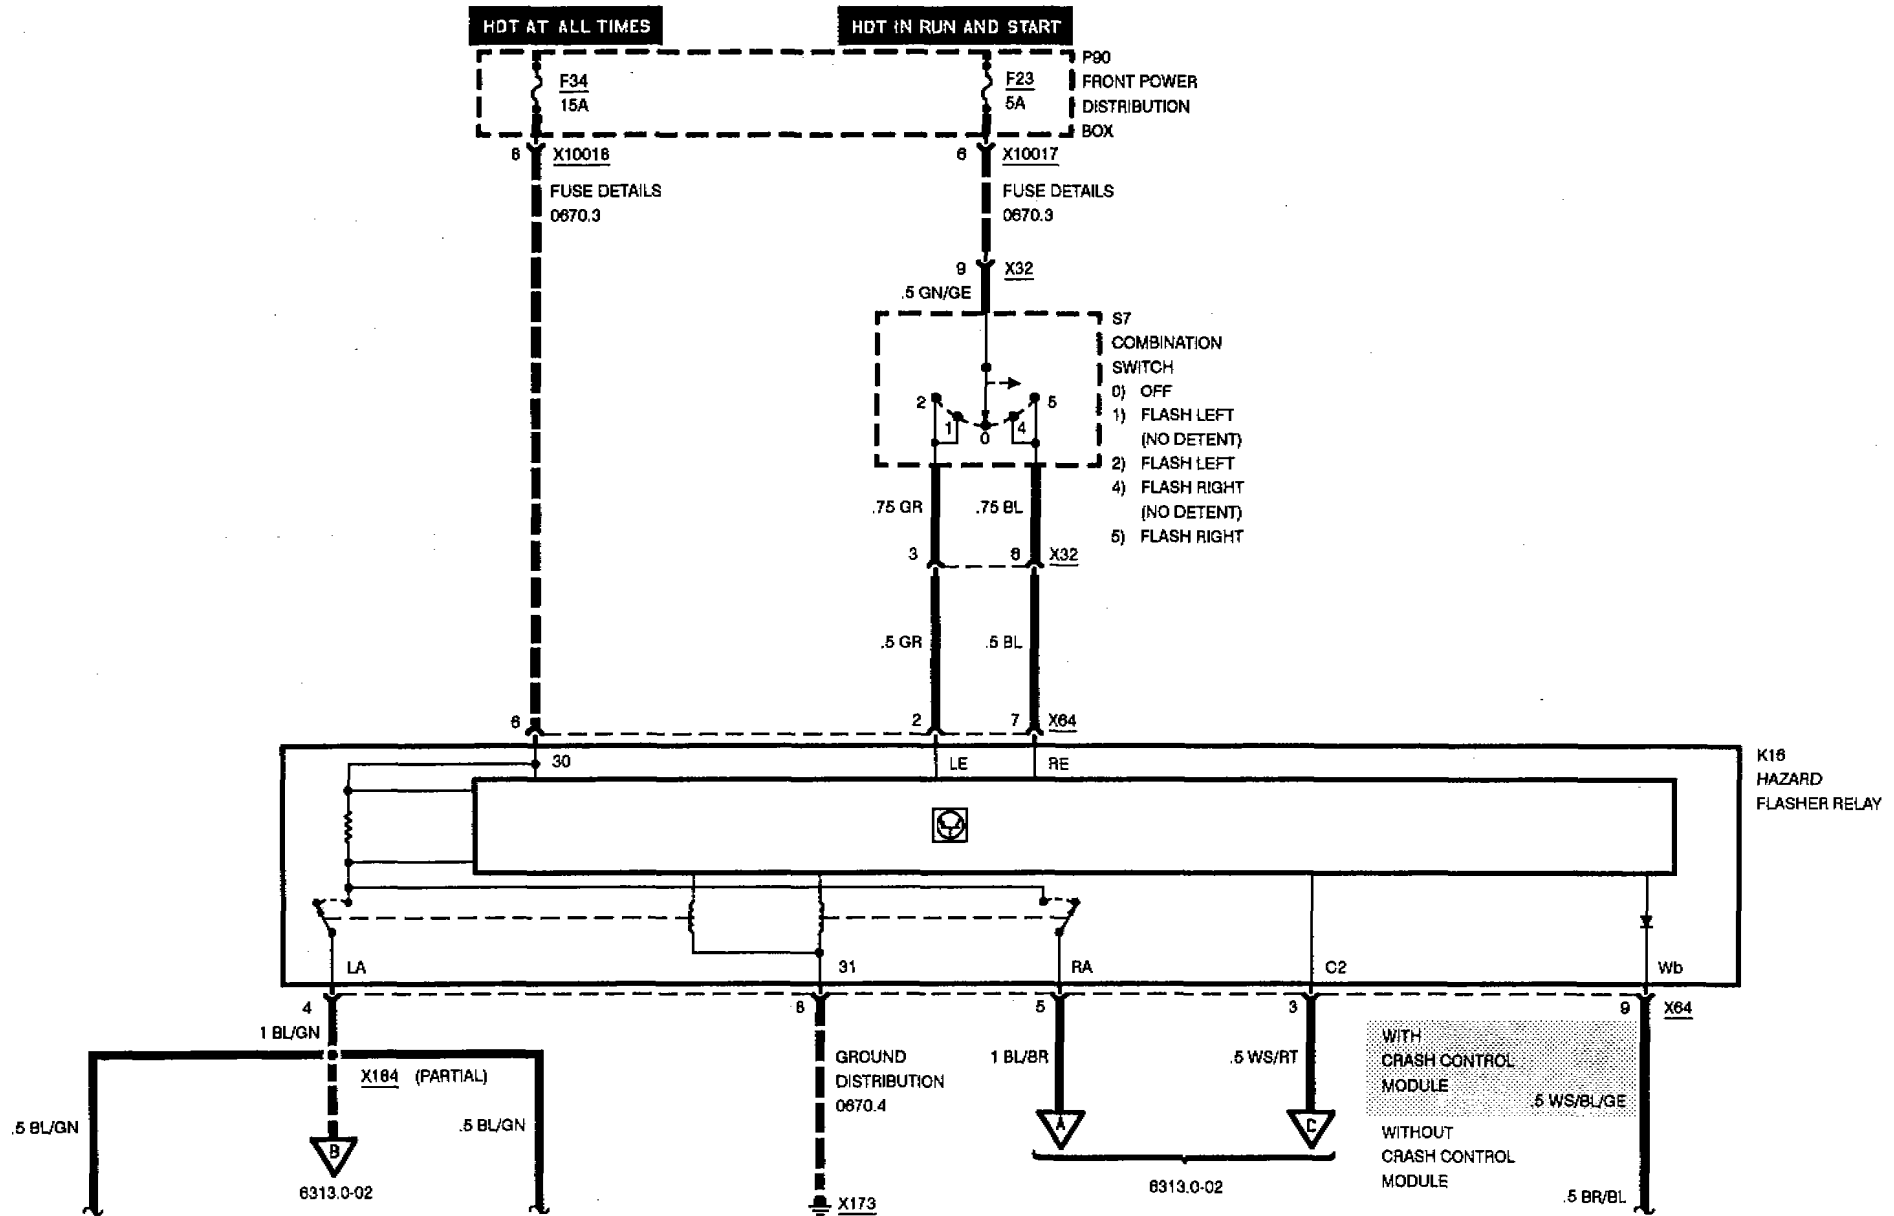 HOT AT ALL TIMES
HOT IN RUN AND START
P90
FRONT POWER
DISTRIBUTION
BOX
F34
15A
F23
5A
6 X10018
6 X10017
FUSE DETAILS
0670.3
FUSE DETAILS
0670.3
9 X32
.5 GN/GE
S7
COMBINATION
SWITCH
0) OFF
1) FLASH LEFT
(NO DETENT)
2) FLASH LEFT
4) FLASH RIGHT
(NO DETENT)
5) FLASH RIGHT
2 1 0 4 5
.75 GR .75 BL
3 8 X32
.5 GR .5 BL
6 2 7 X64
30 LE RE
K16
HAZARD
FLASHER RELAY
LA 31 RA C2 Wb
4 8 5 3 9 X64
1 BL/GN
X184 (PARTIAL)
.5 BL/GN
.5 BL/GN
B
6313.0-02
GROUND
DISTRIBUTION
0670.4
X173
1 BL/BR
.5 WS/RT
A
C
6313.0-02
WITH
CRASH CONTROL
MODULE
.5 WS/BL/GE
WITHOUT
CRASH CONTROL
MODULE
.5 BR/BL